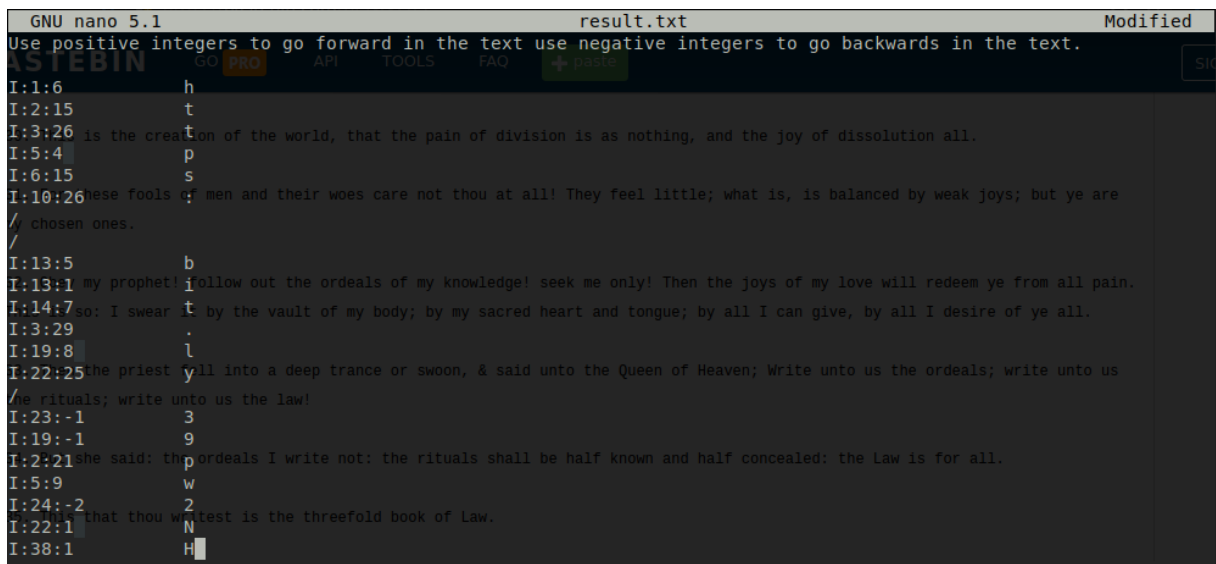 GNU nano 5.1 result.txt Modified
Use positive integers to go forward in the text use negative integers to go backwards in the text.
ASTEBIN GO PRO API TOOLS FAQ + paste
I:1:6 h
I:2:15 t
I:3:26 t
is the creation of the world, that the pain of division is as nothing, and the joy of dissolution all.
I:5:4 p
I:6:15 s
I:10:26 :
these fools of men and their woes care not thou at all! They feel little; what is, is balanced by weak joys; but ye are
/
chosen ones.
/
I:13:5 b
I:13:1 i
my prophet! follow out the ordeals of my knowledge! seek me only! Then the joys of my love will redeem ye from all pain.
I:14:7 t
so: I swear it by the vault of my body; by my sacred heart and tongue; by all I can give, by all I desire of ye all.
I:3:29 .
I:19:8 l
I:22:25 y
the priest fell into a deep trance or swoon, & said unto the Queen of Heaven; Write unto us the ordeals; write unto us
/
the rituals; write unto us the law!
I:23:-1 3
I:19:-1 9
I:2:21 p
she said: the ordeals I write not: the rituals shall be half known and half concealed: the Law is for all.
I:5:9 w
I:24:-2 2
This that thou writest is the threefold book of Law.
I:22:1 N
I:38:1 H